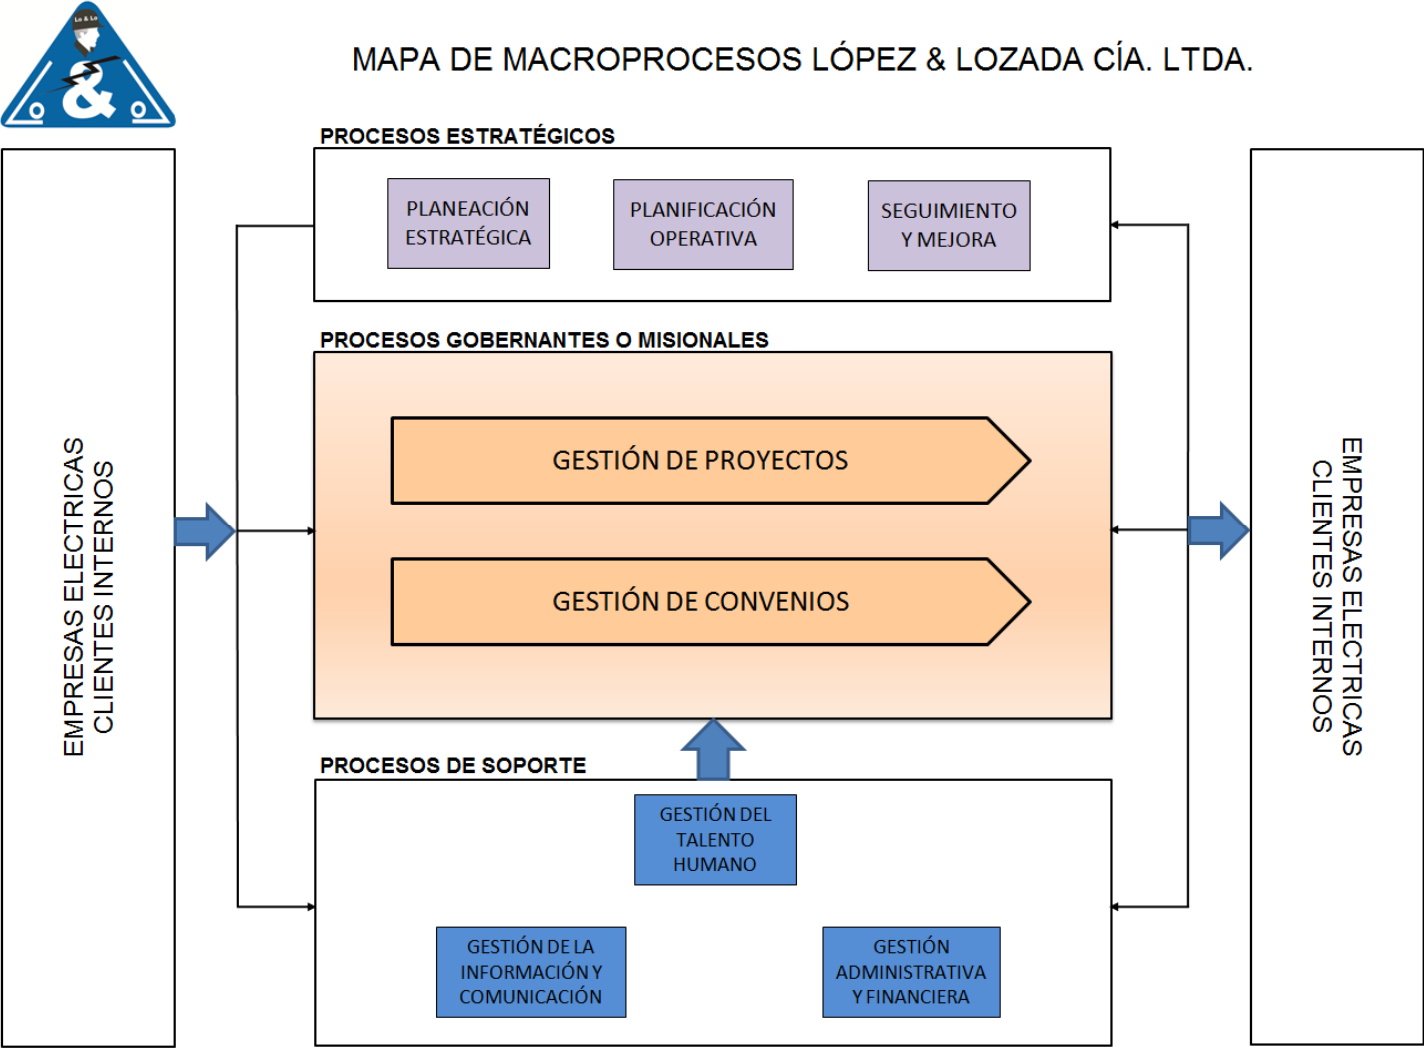 Lo & Lo
&
MAPA DE MACROPROCESOS LÓPEZ & LOZADA CÍA. LTDA.
EMPRESAS ELECTRICAS
CLIENTES INTERNOS
PROCESOS ESTRATÉGICOS
PLANEACIÓN
ESTRATÉGICA
PLANIFICACIÓN
OPERATIVA
SEGUIMIENTO
Y MEJORA
PROCESOS GOBERNANTES O MISIONALES
GESTIÓN DE PROYECTOS
GESTIÓN DE CONVENIOS
PROCESOS DE SOPORTE
GESTIÓN DEL
TALENTO
HUMANO
GESTIÓN DE LA
INFORMACIÓN Y
COMUNICACIÓN
GESTIÓN
ADMINISTRATIVA
Y FINANCIERA
EMPRESAS ELECTRICAS
CLIENTES INTERNOS